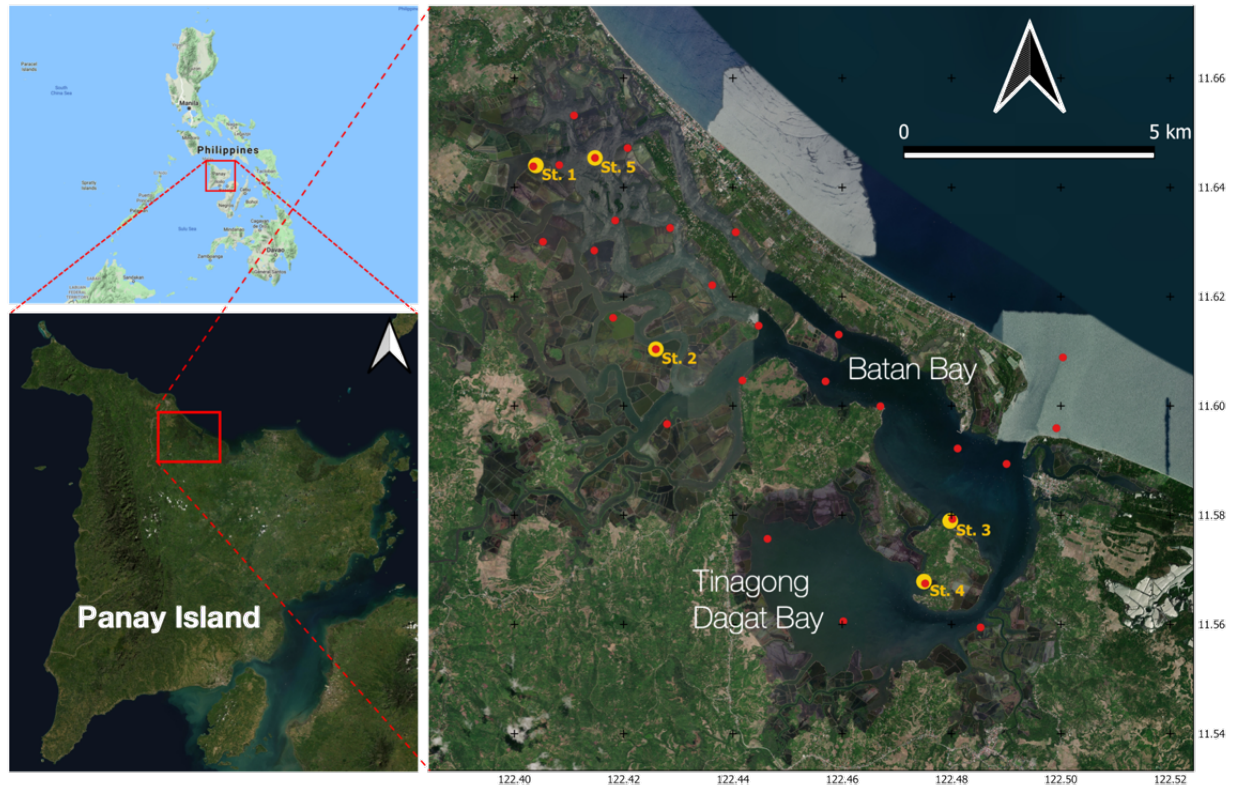 Philippines
Manila
Philippines
Davao
Panay Island
0
5 km
St. 1
St. 5
St. 2
Batan Bay
St. 3
St. 4
Tinagong
Dagat Bay
11.66
11.64
11.62
11.60
11.58
11.56
11.54
122.40
122.42
122.44
122.46
122.48
122.50
122.52